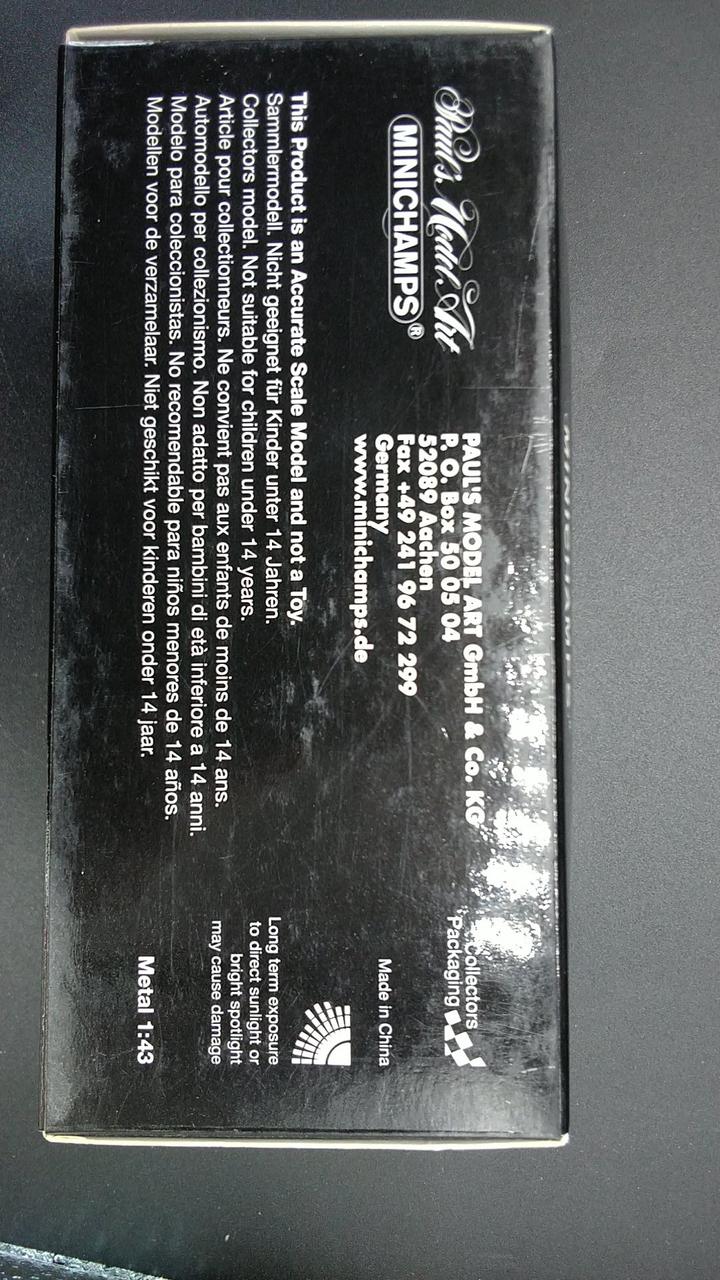 Paul's Model Art
MINICHAMPS®
PAUL'S MODEL ART GmbH & Co. KG
P. O. Box 50 05 04
52089 Aachen
Fax +49 241 96 72 299
Germany
www.minichamps.de
Collectors
Packaging
Made in China
This Product is an Accurate Scale Model and not a Toy.
Sammlermodell. Nicht geeignet für Kinder unter 14 Jahren.
Collectors model. Not suitable for children under 14 years.
Article pour collectionneurs. Ne convient pas aux enfants de moins de 14 ans.
Automodello per collezionismo. Non adatto per bambini di età inferiore a 14 anni.
Modelo para coleccionistas. No recomendable para niños menores de 14 años.
Modellen voor de verzamelaar. Niet geschikt voor kinderen onder 14 jaar.
Long term exposure
to direct sunlight or
bright spotlight
may cause damage
Metal 1:43